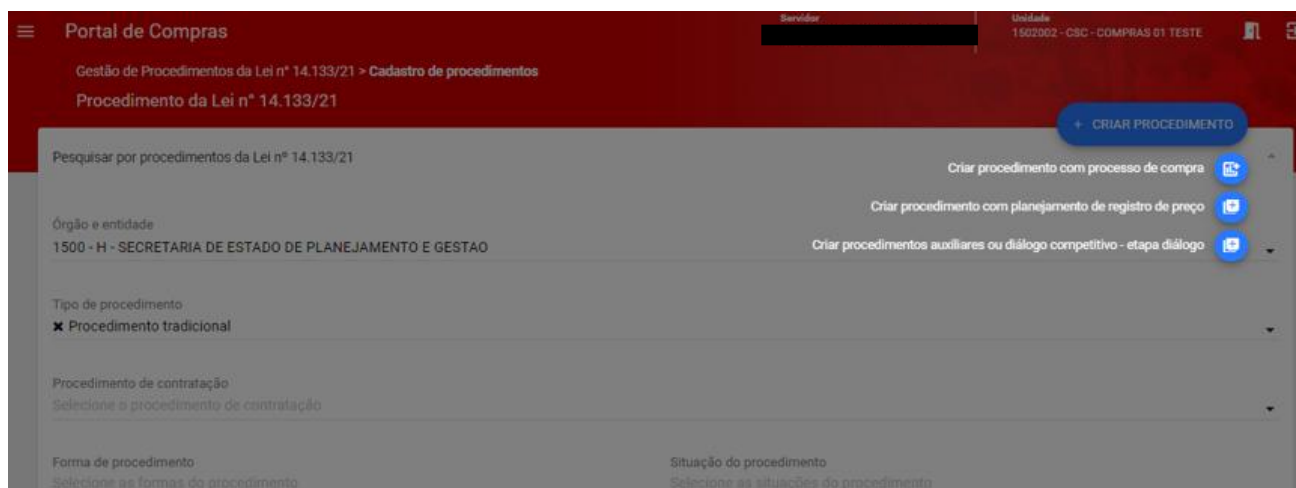 Portal de Compras
Servidor
Unidade
1502002 - CSC - COMPRAS 01 TESTE
Gestão de Procedimentos da Lei n° 14.133/21 > Cadastro de procedimentos
Procedimento da Lei n° 14.133/21
+ CRIAR PROCEDIMENTO
Pesquisar por procedimentos da Lei nº 14.133/21
Criar procedimento com processo de compra
Criar procedimento com planejamento de registro de preço
Órgão e entidade
1500 - H - SECRETARIA DE ESTADO DE PLANEJAMENTO E GESTAO
Criar procedimentos auxiliares ou diálogo competitivo - etapa diálogo
Tipo de procedimento
✖ Procedimento tradicional
Procedimento de contratação
Selecione o procedimento de contratação
Forma de procedimento
Situação do procedimento
Selecione as formas do procedimento
Selecione as situações do procedimento